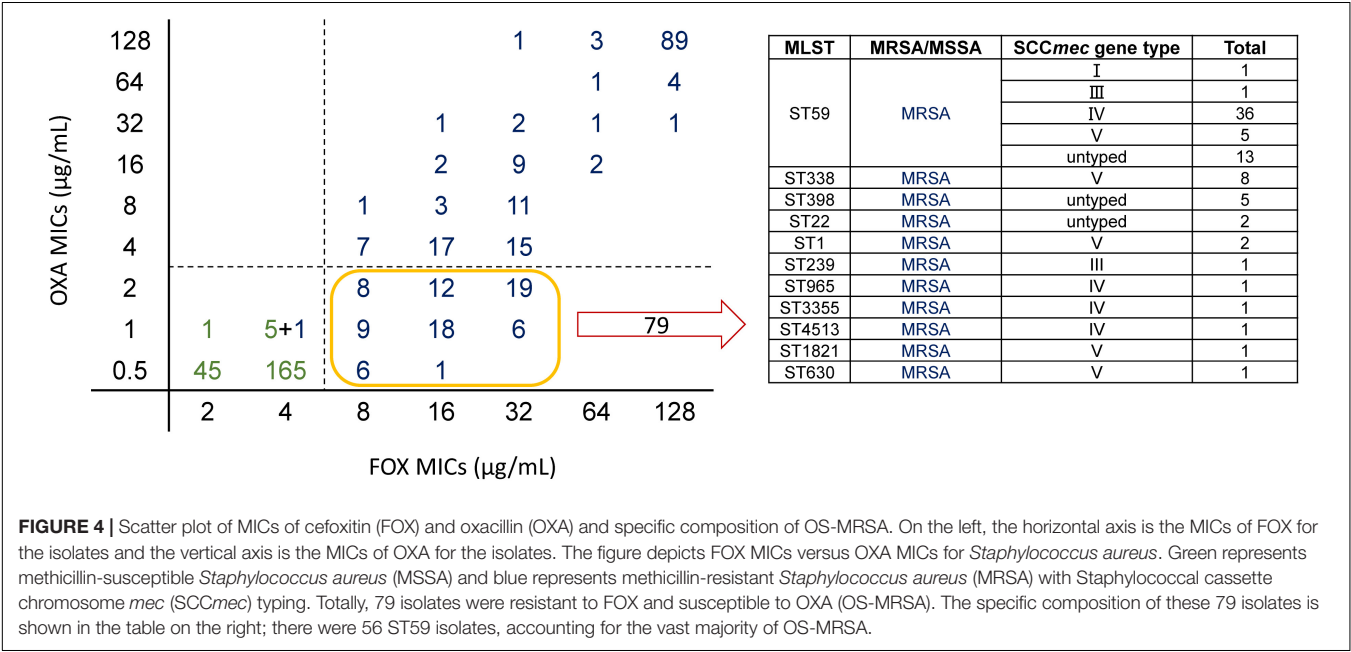 128 1 3 89
64 1 4
32 1 2 1 1
16 2 9 2
8 1 3 11
4 7 17 15
2 8 12 19
1 1 5+1 9 18 6
0.5 45 165 6 1
2 4 8 16 32 64 128
OXA MICs (µg/mL)
FOX MICs (µg/mL)
79
MLST MRSA/MSSA SCCmec gene type Total
ST59 MRSA I 1
III 1
IV 36
V 5
untyped 13
ST338 MRSA V 8
ST398 MRSA untyped 5
ST22 MRSA untyped 2
ST1 MRSA V 2
ST239 MRSA III 1
ST965 MRSA IV 1
ST3355 MRSA IV 1
ST4513 MRSA IV 1
ST1821 MRSA V 1
ST630 MRSA V 1
FIGURE 4 | Scatter plot of MICs of cefoxitin (FOX) and oxacillin (OXA) and specific composition of OS-MRSA. On the left, the horizontal axis is the MICs of FOX for
the isolates and the vertical axis is the MICs of OXA for the isolates. The figure depicts FOX MICs versus OXA MICs for Staphylococcus aureus. Green represents
methicillin-susceptible Staphylococcus aureus (MSSA) and blue represents methicillin-resistant Staphylococcus aureus (MRSA) with Staphylococcal cassette
chromosome mec (SCCmec) typing. Totally, 79 isolates were resistant to FOX and susceptible to OXA (OS-MRSA). The specific composition of these 79 isolates is
shown in the table on the right; there were 56 ST59 isolates, accounting for the vast majority of OS-MRSA.